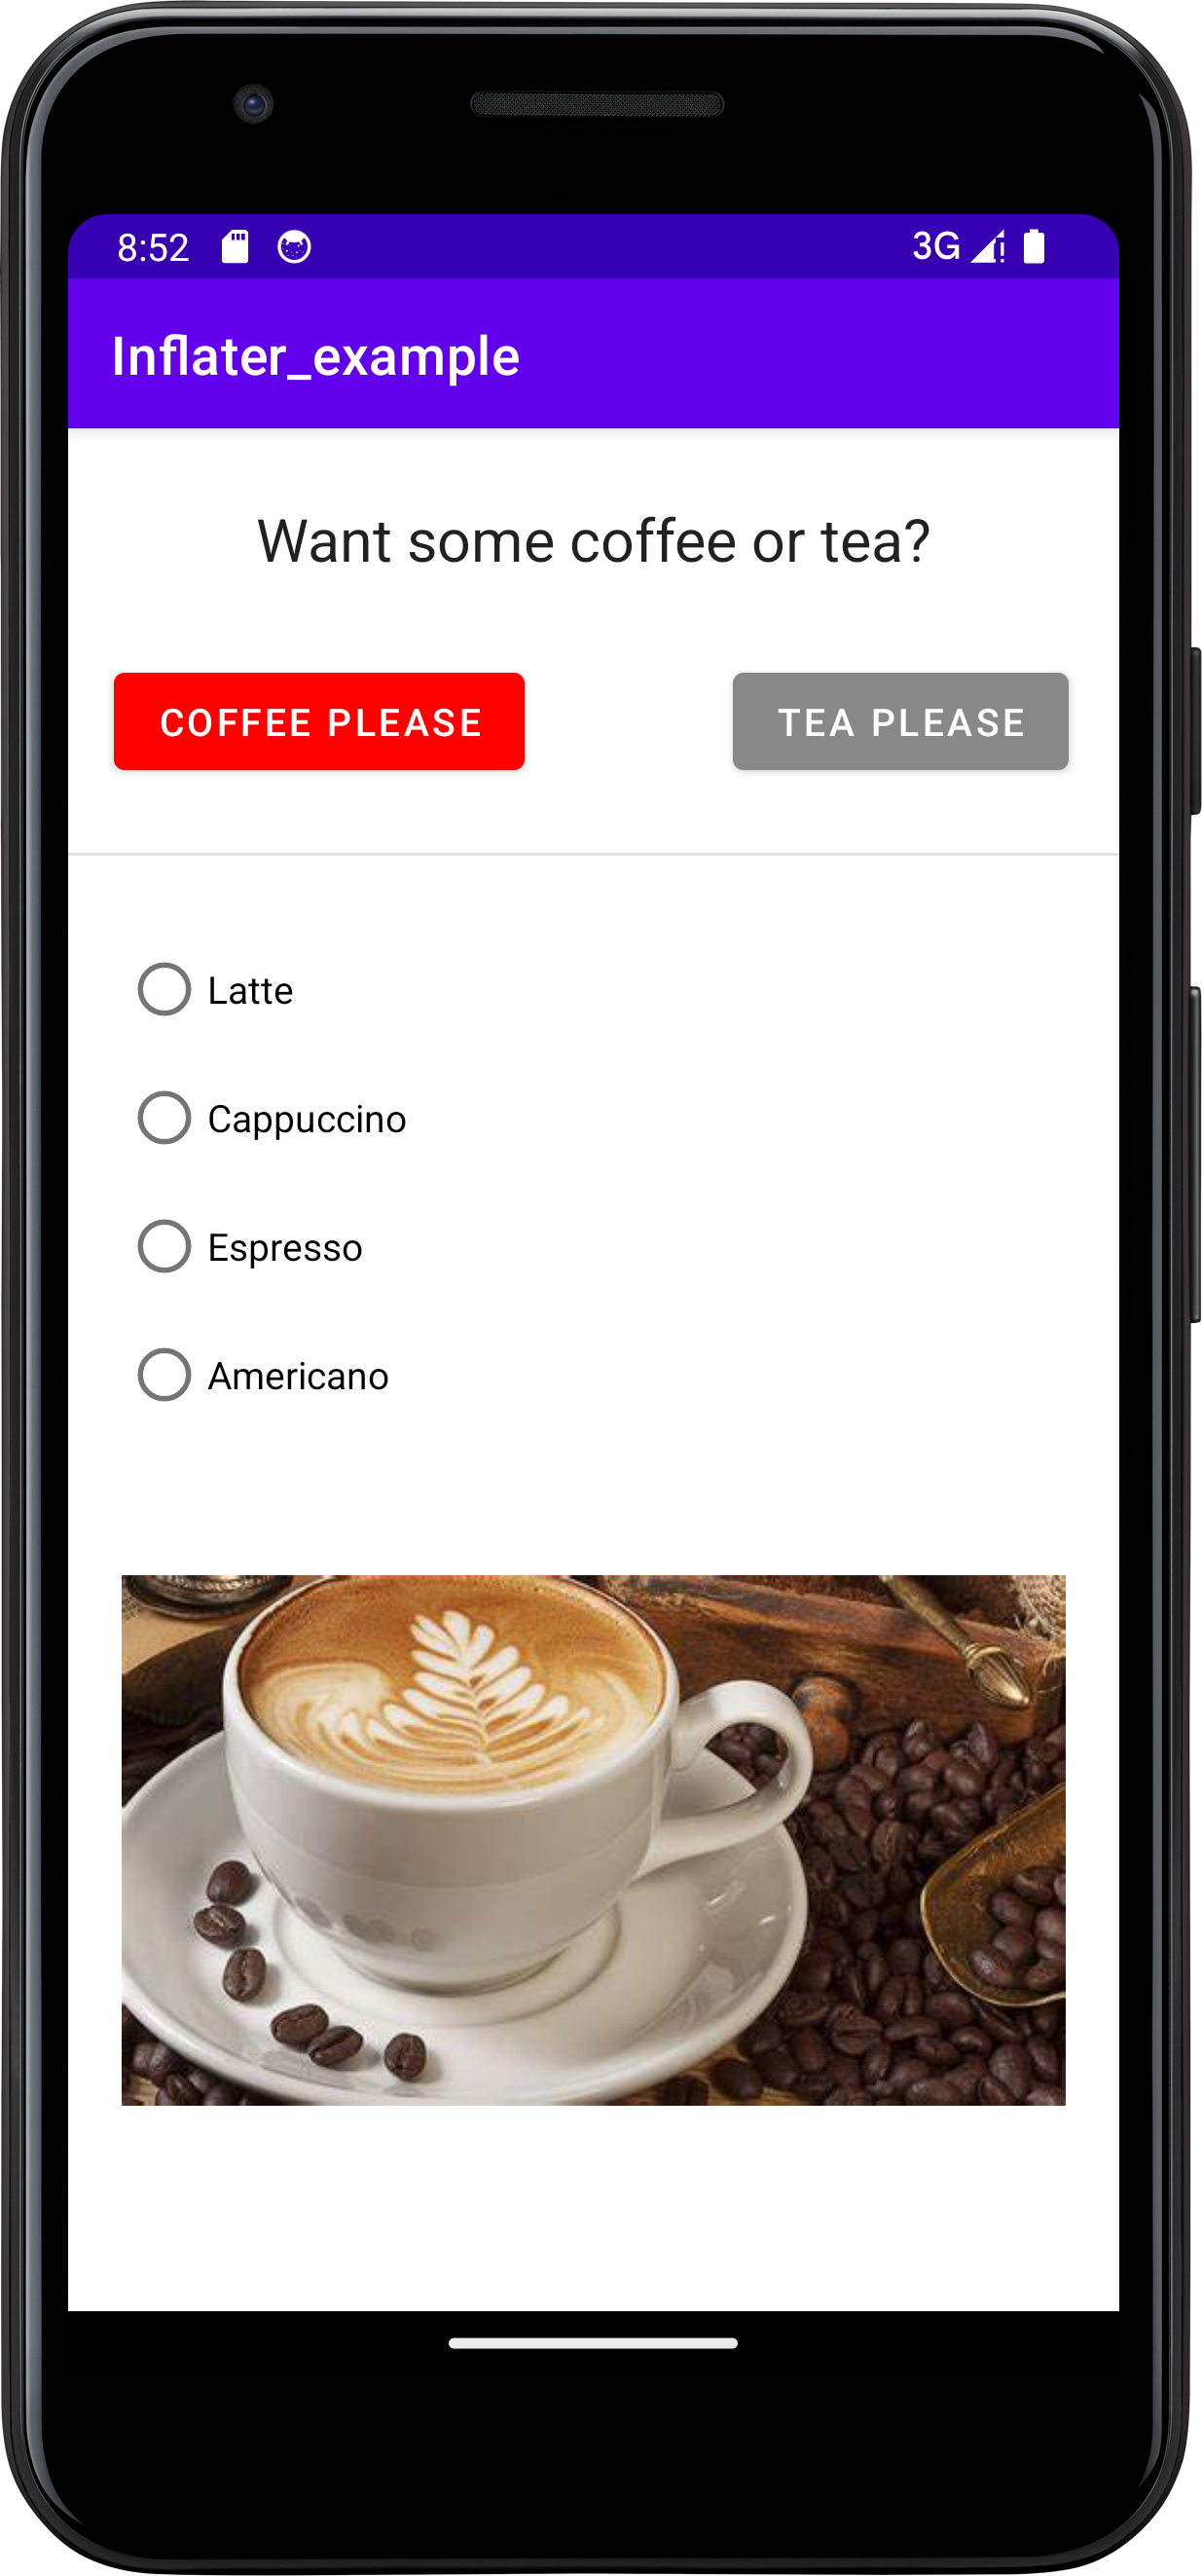 8:52 3G
Inflater_example
Want some coffee or tea?
COFFEE PLEASE TEA PLEASE
Latte
Cappuccino
Espresso
Americano